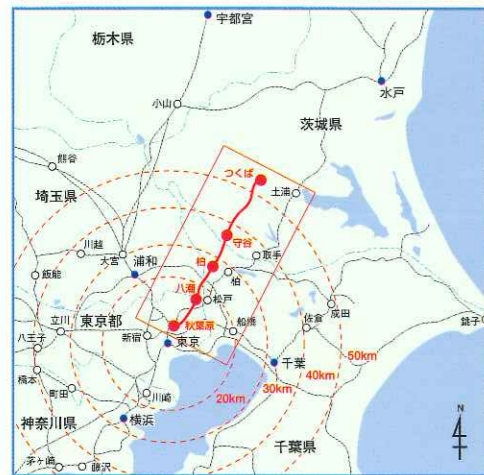 栃木県
宇都宮
小山
水戸
茨城県
熊谷
つくば
土浦
埼玉県
守谷
川越
大宮
浦和
柏
取手
柏
飯能
八潮
松戸
成田
立川
東京都
秋葉原
船橋
佐倉
銚子
八王子
新宿
東京
橋本
千葉
50km
町田
40km
川崎
30km
20km
神奈川県
横浜
N
千葉県
茅ヶ崎
藤沢